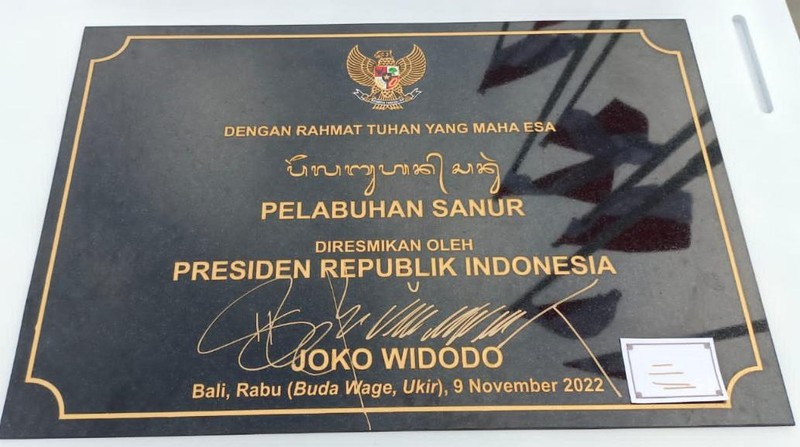 DENGAN RAHMAT TUHAN YANG MAHA ESA
PELABUHAN SANUR
DIRESMIKAN OLEH
PRESIDEN REPUBLIK INDONESIA
JOKO WIDODO
Bali, Rabu (Buda Wage, Ukir), 9 November 2022